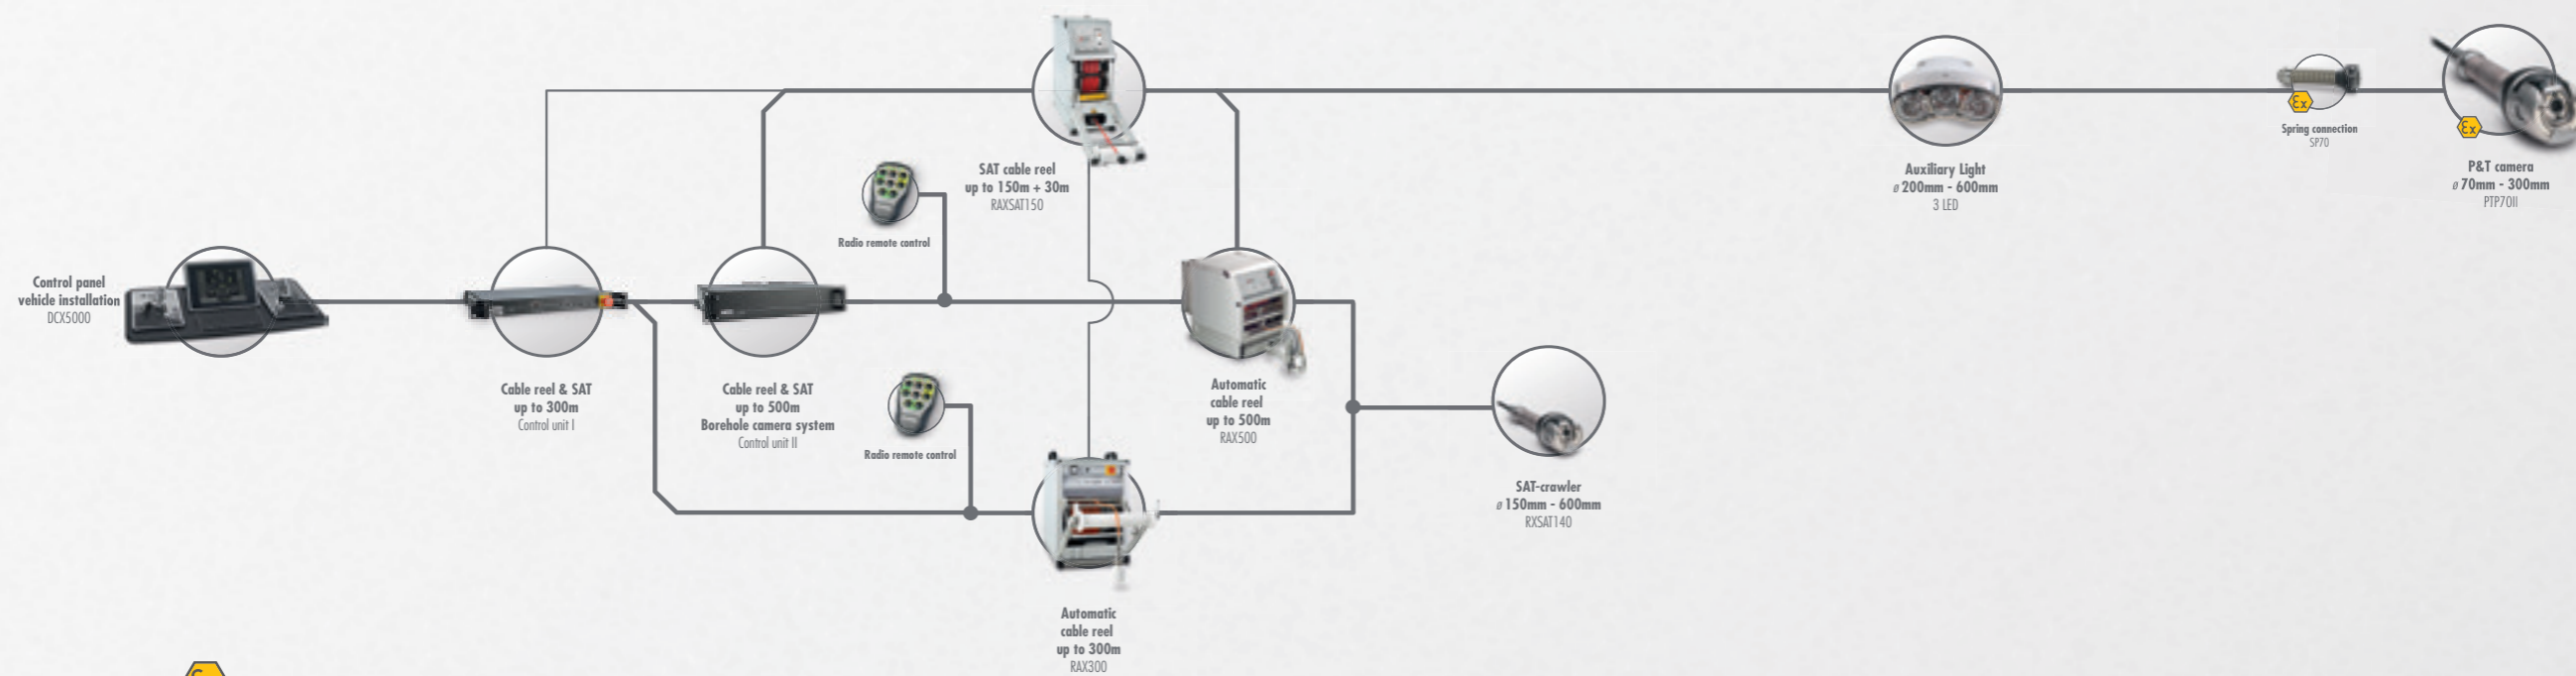 Control panel
vehicle installation
DCX5000
Cable reel & SAT
up to 300m
Control unit I
Cable reel & SAT
up to 500m
Borehole camera system
Control unit II
Radio remote control
Radio remote control
SAT cable reel
up to 150m + 30m
RAXSAT150
Automatic
cable reel
up to 500m
RAX500
Automatic
cable reel
up to 300m
RAX300
SAT-crawler
ø 150mm - 600mm
RXSAT140
Auxiliary Light
ø 200mm - 600mm
3 LED
Ex
Spring connection
SP70
Ex
P&T camera
ø 70mm - 300mm
PTP70II